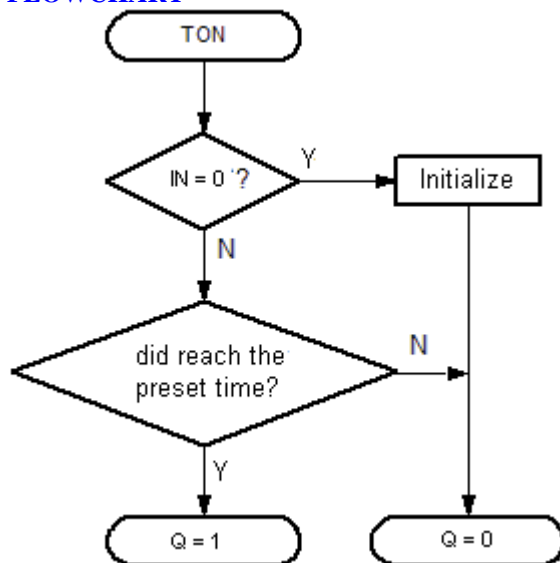 FLOWCHART
TON
IN = 0 ?
Y
Initialize
N
did reach the
preset time?
N
Y
Q = 1
Q = 0